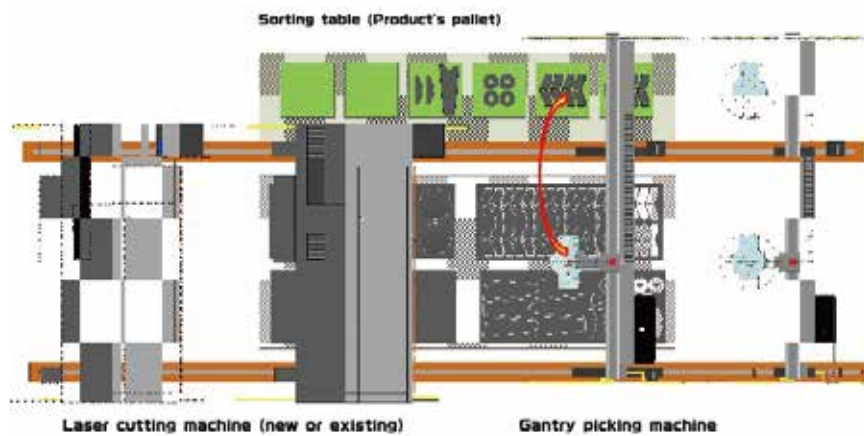 Sorting table (Product's pallet)
Laser cutting machine (new or existing)
Gantry picking machine